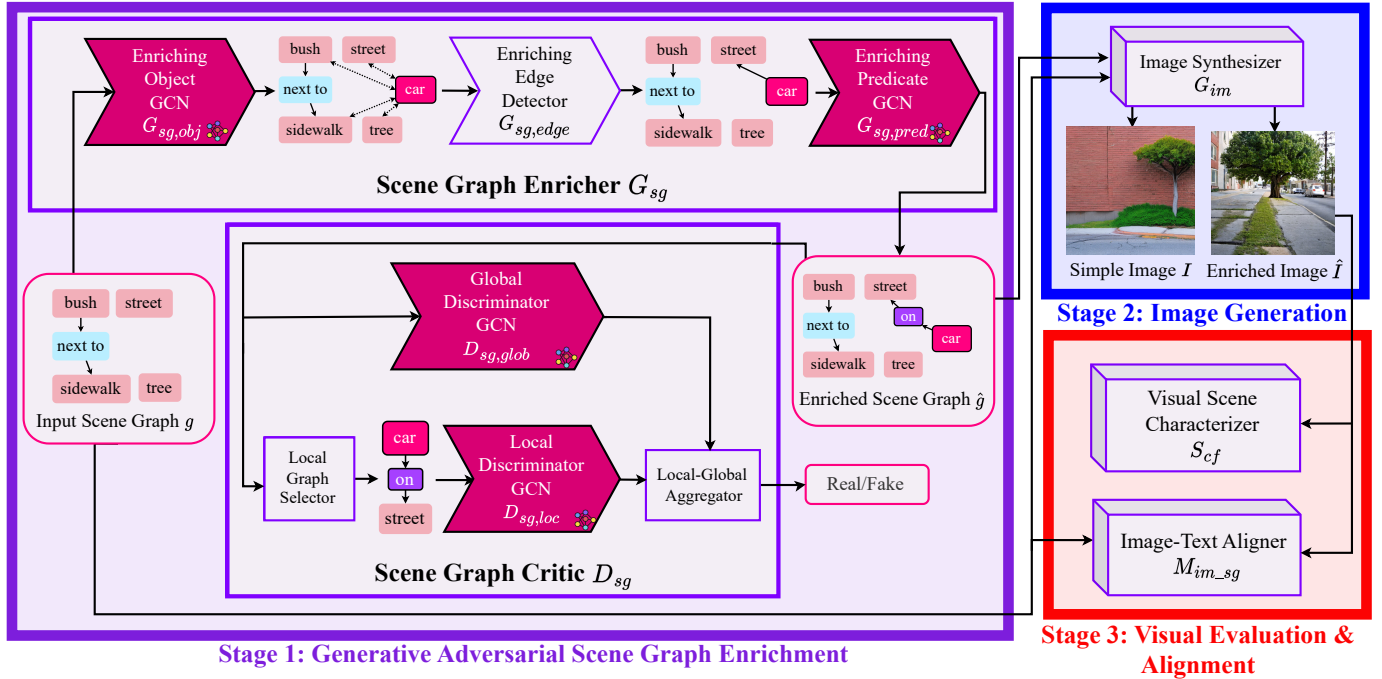 Enriching
Object
GCN
G_{sg,obj}
bush
street
next to
car
sidewalk
tree
Enriching
Edge
Detector
G_{sg,edge}
bush
street
next to
car
sidewalk
tree
Enriching
Predicate
GCN
G_{sg,pred}
Scene Graph Enricher G_{sg}
Input Scene Graph g
bush
street
next to
sidewalk
tree
Global
Discriminator
GCN
D_{sg,glob}
Local
Graph
Selector
car
on
street
Local
Discriminator
GCN
D_{sg,loc}
Local-Global
Aggregator
Real/Fake
Scene Graph Critic D_{sg}
bush
street
on
next to
car
sidewalk
tree
Enriched Scene Graph ĝ
Stage 1: Generative Adversarial Scene Graph Enrichment
Image Synthesizer
G_{im}
Simple Image I
Enriched Image Î
Stage 2: Image Generation
Visual Scene
Characterizer
S_{cf}
Image-Text Aligner
M_{im_sg}
Stage 3: Visual Evaluation &
Alignment